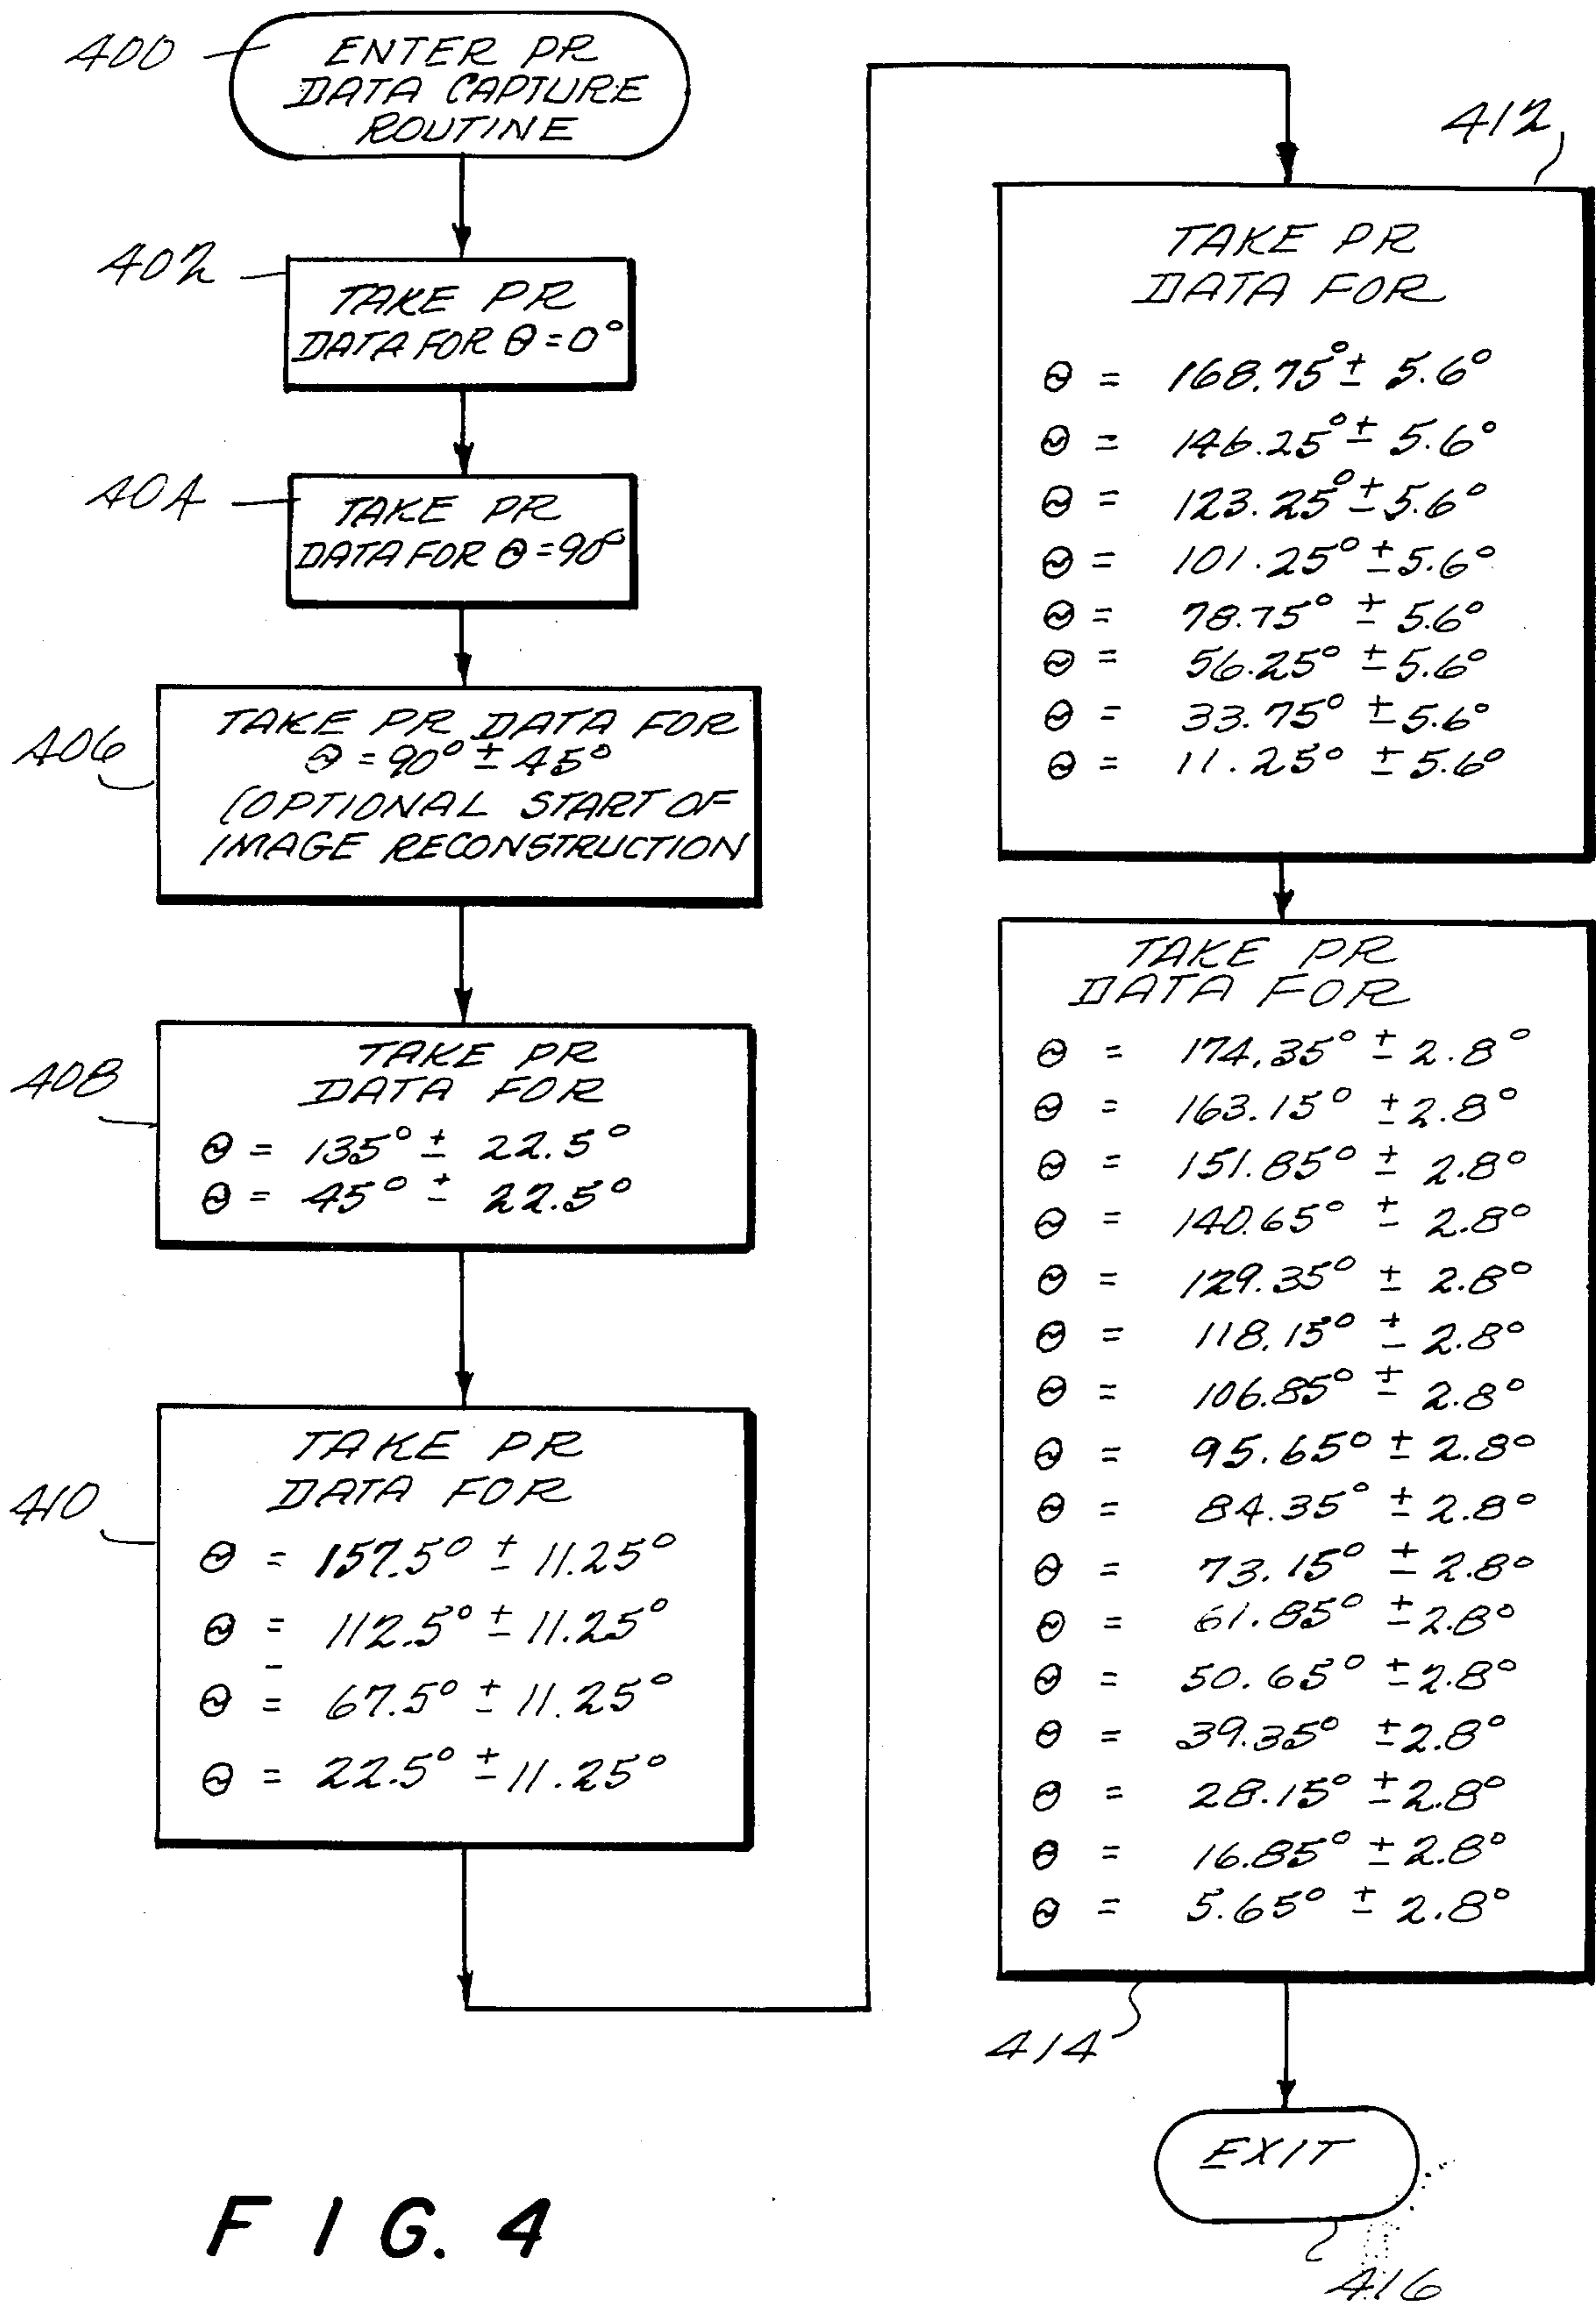 400
ENTER PR
DATA CAPTURE
ROUTINE
402
TAKE PR
DATA FOR Θ = 0°
404
TAKE PR
DATA FOR Θ = 90°
406
TAKE PR DATA FOR
Θ = 90° ± 45°
(OPTIONAL START OF
IMAGE RECONSTRUCTION
408
TAKE PR
DATA FOR
Θ = 135° ± 22.5°
Θ = 45° ± 22.5°
410
TAKE PR
DATA FOR
Θ = 157.5° ± 11.25°
Θ = 112.5° ± 11.25°
Θ = 67.5° ± 11.25°
Θ = 22.5° ± 11.25°
412
TAKE PR
DATA FOR
Θ = 168.75° ± 5.6°
Θ = 146.25° ± 5.6°
Θ = 123.25° ± 5.6°
Θ = 101.25° ± 5.6°
Θ = 78.75° ± 5.6°
Θ = 56.25° ± 5.6°
Θ = 33.75° ± 5.6°
Θ = 11.25° ± 5.6°
TAKE PR
DATA FOR
Θ = 174.35° ± 2.8°
Θ = 163.15° ± 2.8°
Θ = 151.85° ± 2.8°
Θ = 140.65° ± 2.8°
Θ = 129.35° ± 2.8°
Θ = 118.15° ± 2.8°
Θ = 106.85° ± 2.8°
Θ = 95.65° ± 2.8°
Θ = 84.35° ± 2.8°
Θ = 73.15° ± 2.8°
Θ = 61.85° ± 2.8°
Θ = 50.65° ± 2.8°
Θ = 39.35° ± 2.8°
Θ = 28.15° ± 2.8°
Θ = 16.85° ± 2.8°
Θ = 5.65° ± 2.8°
414
EXIT
416
FIG. 4